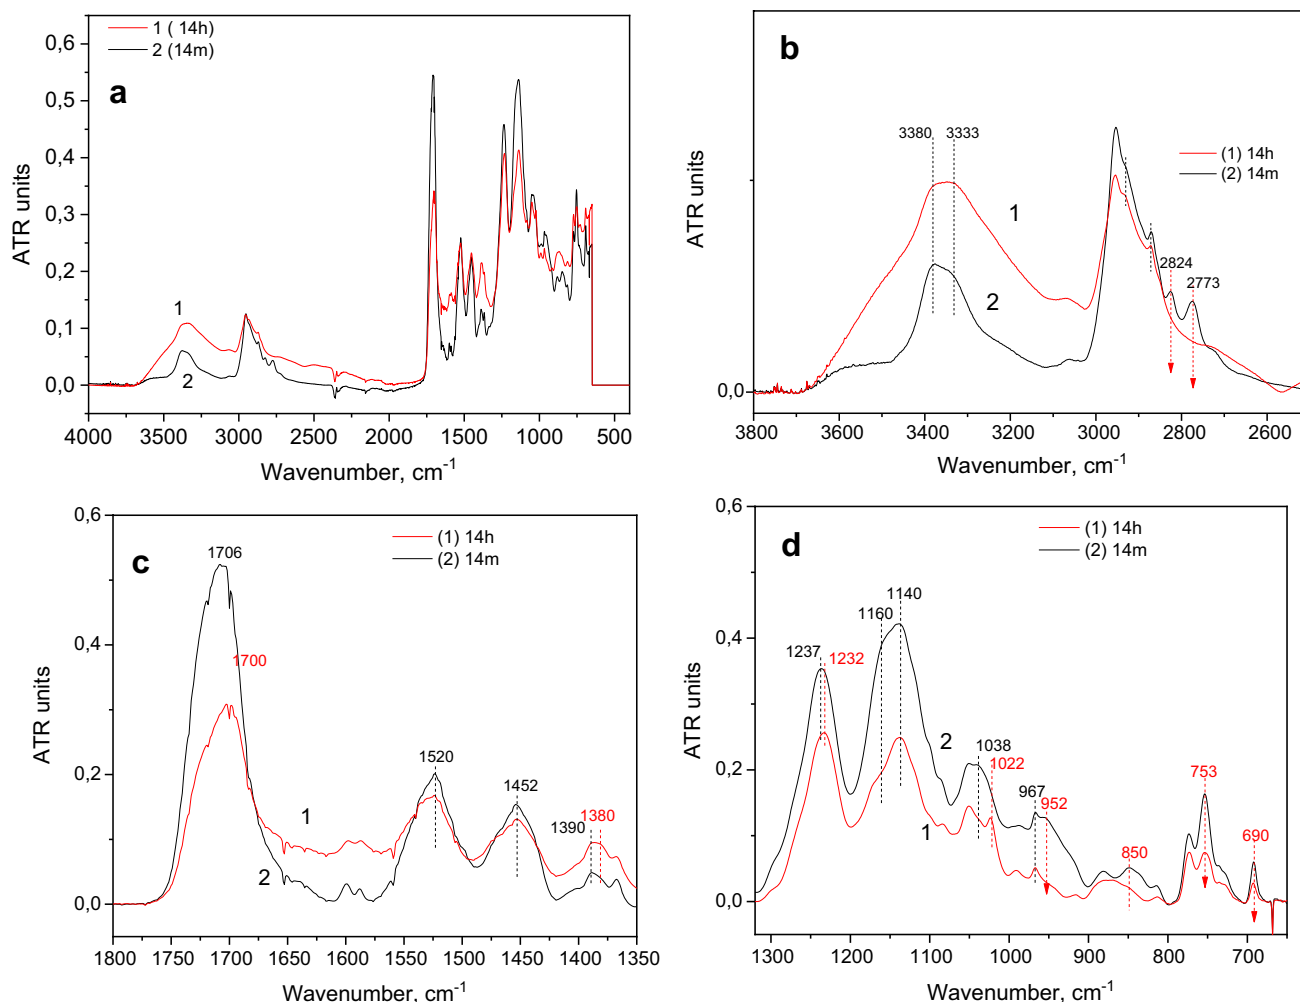 1 ( 14h)
2 (14m)
a
0,6
0,5
0,4
0,3
0,2
0,1
0,0
ATR units
1
2
4000 3500 3000 2500 2000 1500 1000 500
Wavenumber, cm-1
b
(1) 14h
(2) 14m
3380 3333
1
2
2824
2773
0,0
ATR units
3800 3600 3400 3200 3000 2800 2600
Wavenumber, cm-1
c
(1) 14h
(2) 14m
0,6
0,4
0,2
0,0
ATR units
1706
1700
1
2
1520
1452
1390
1380
1800 1750 1700 1650 1600 1550 1500 1450 1400 1350
Wavenumber, cm-1
d
(1) 14h
(2) 14m
0,6
0,4
0,2
0,0
ATR units
1237
1232
1160
1140
2
1
1038
1022
967
952
850
753
690
1300 1200 1100 1000 900 800 700
Wavenumber, cm-1